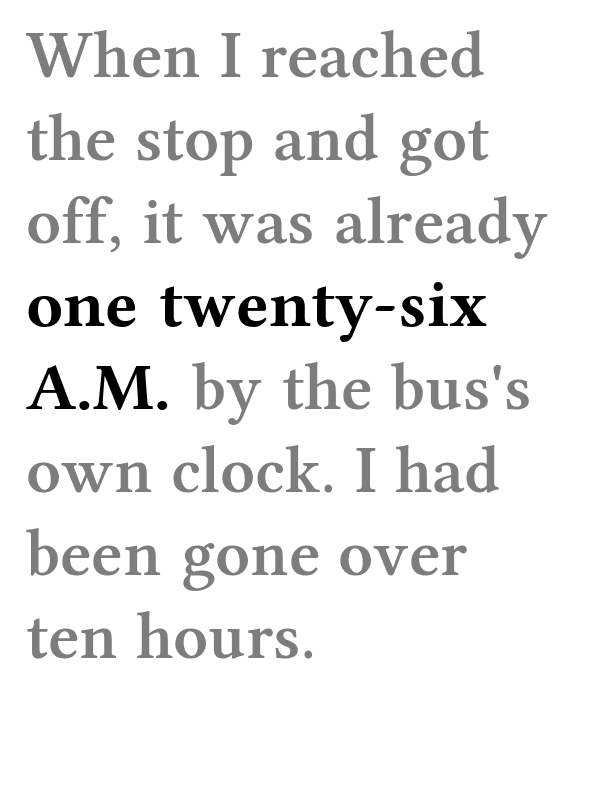 When I reached
the stop and got
off, it was already
one twenty-six
A.M. by the bus's
own clock. I had
been gone over
ten hours.